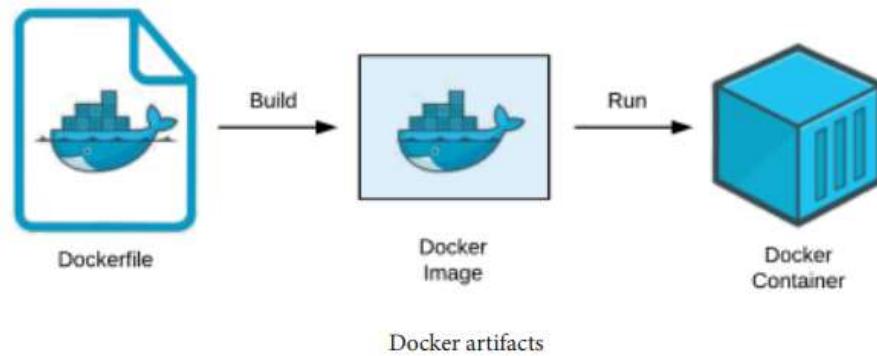 Build
Run
Dockerfile
Docker
Image
Docker
Container
Docker artifacts